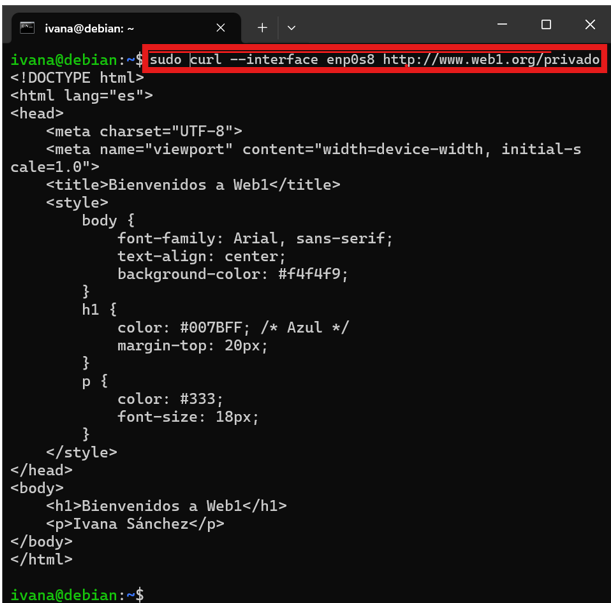 ivana@debian: ~
ivana@debian:~$ sudo curl --interface enp0s8 http://www.web1.org/privado
<!DOCTYPE html>
<html lang="es">
<head>
    <meta charset="UTF-8">
    <meta name="viewport" content="width=device-width, initial-s
cale=1.0">
    <title>Bienvenidos a Web1</title>
    <style>
        body {
            font-family: Arial, sans-serif;
            text-align: center;
            background-color: #f4f4f9;
        }
        h1 {
            color: #007BFF; /* Azul */
            margin-top: 20px;
        }
        p {
            color: #333;
            font-size: 18px;
        }
    </style>
</head>
<body>
    <h1>Bienvenidos a Web1</h1>
    <p>Ivana Sánchez</p>
</body>
</html>
ivana@debian:~$